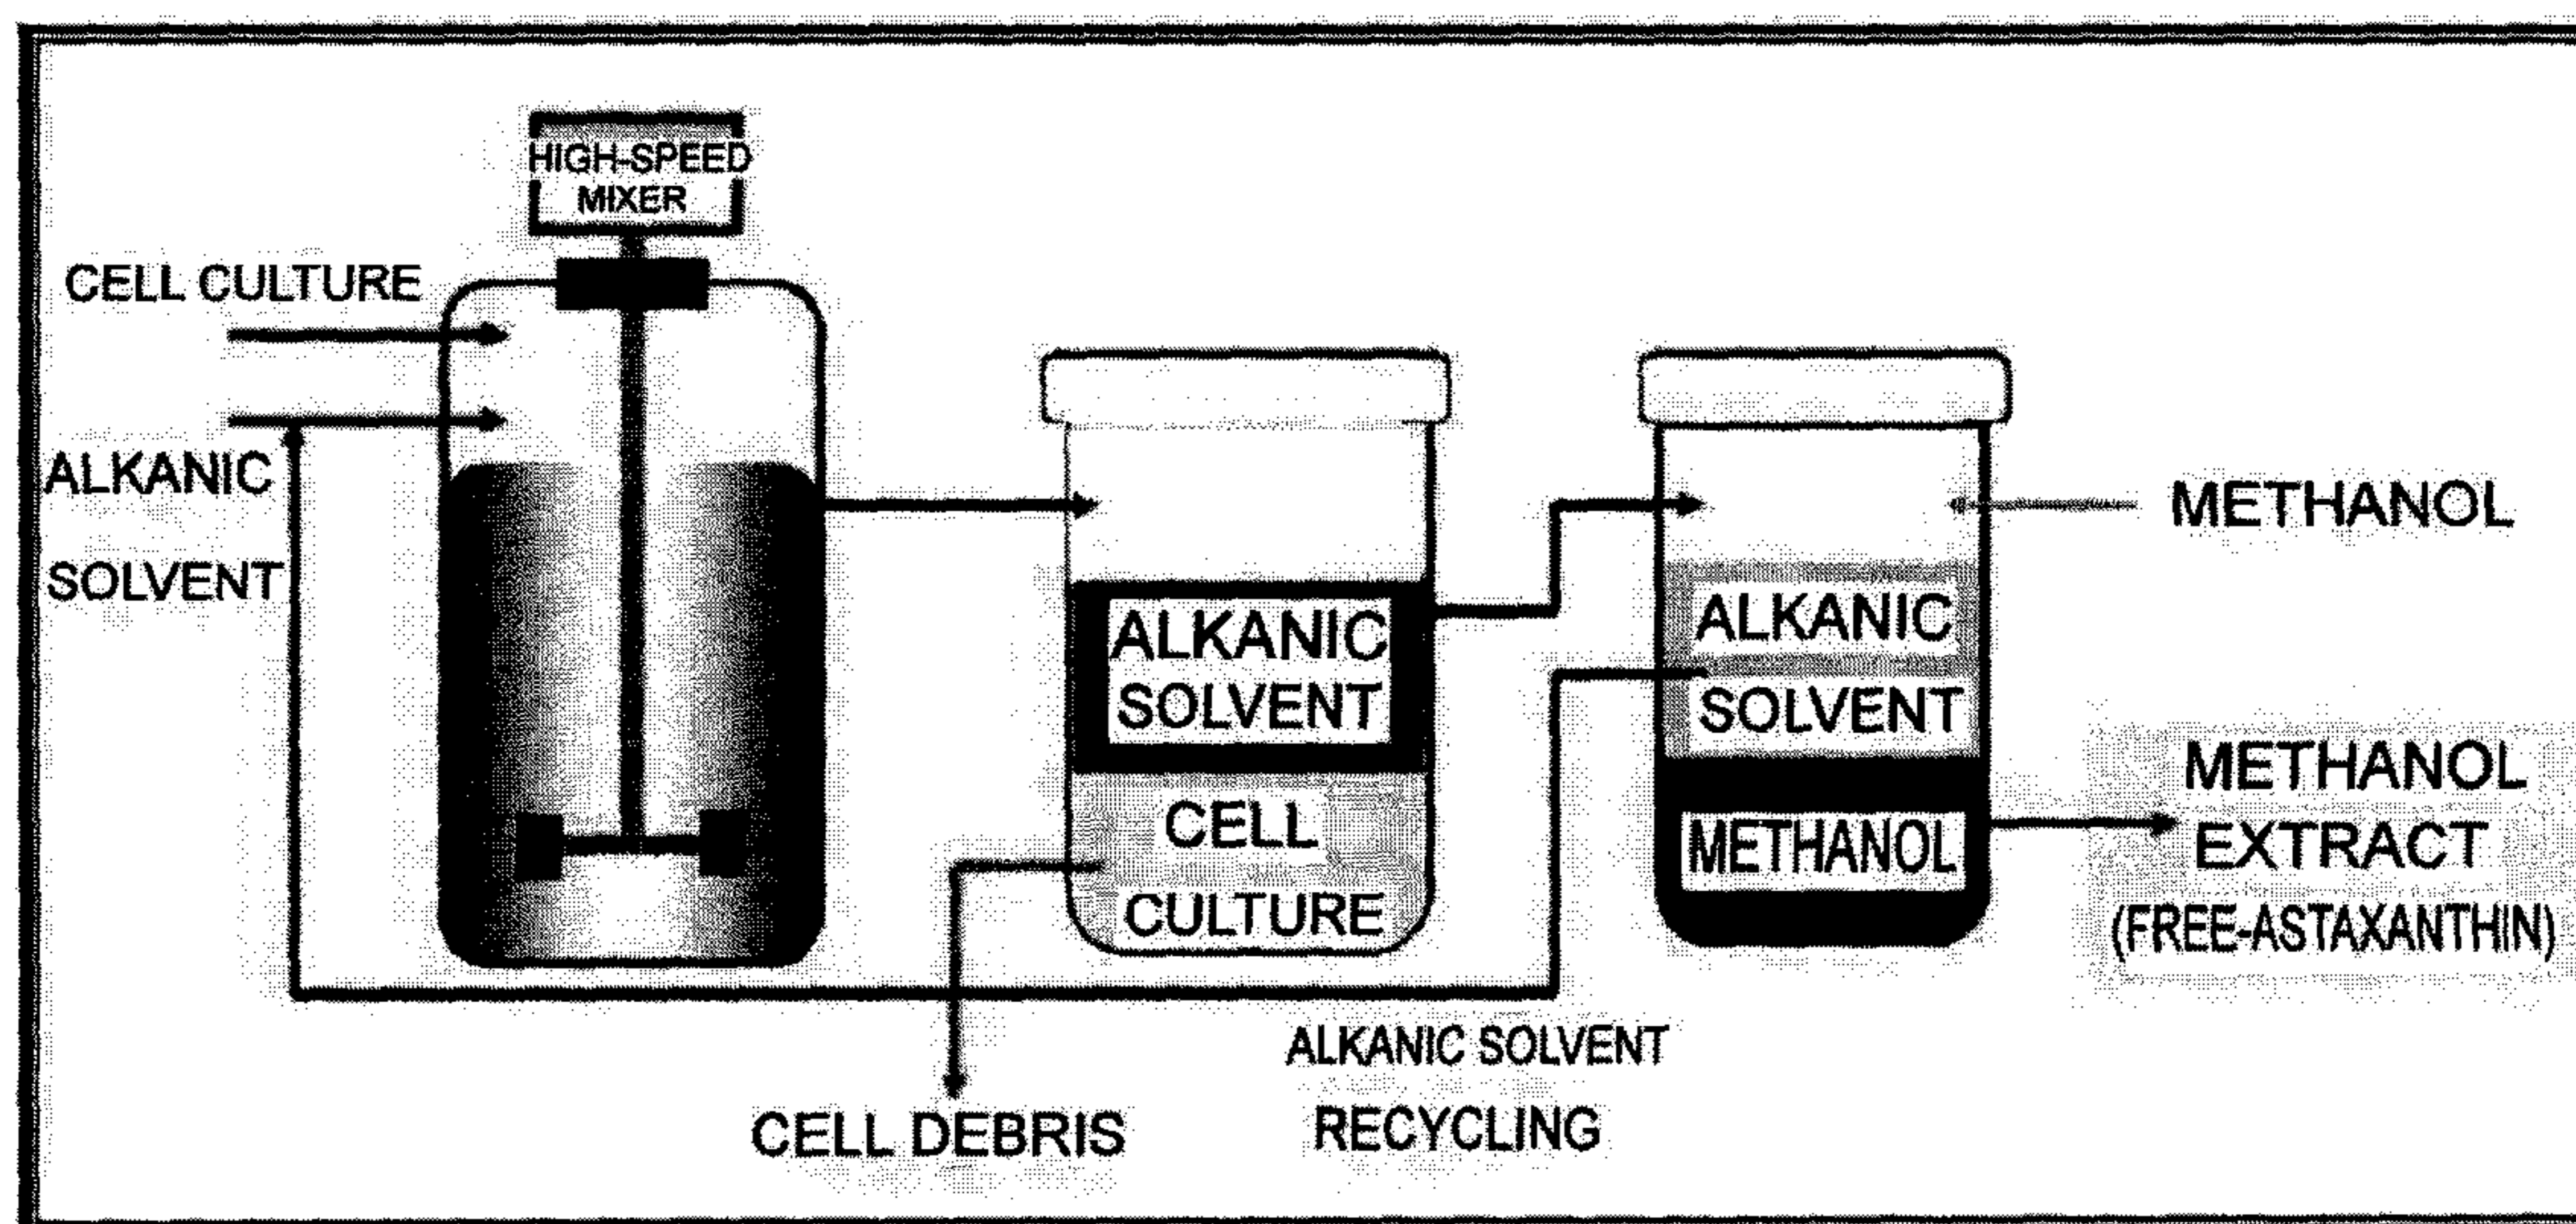 HIGH-SPEED
MIXER
CELL CULTURE
ALKANIC
SOLVENT
ALKANIC
SOLVENT
CELL
CULTURE
ALKANIC
SOLVENT
METHANOL
METHANOL
METHANOL
EXTRACT
(FREE-ASTAXANTHIN)
CELL DEBRIS
ALKANIC SOLVENT
RECYCLING